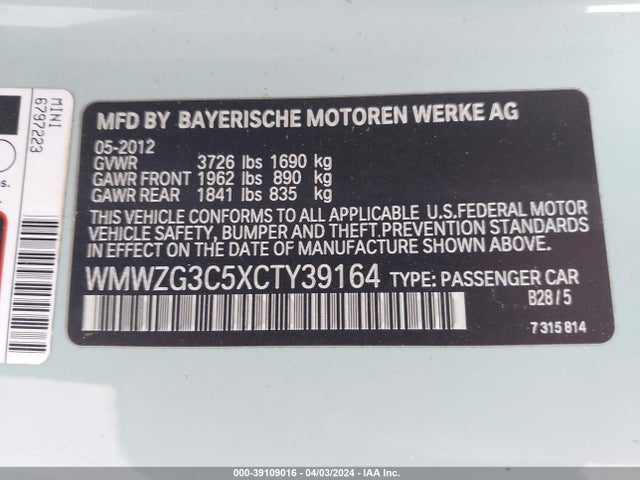 MFD BY BAYERISCHE MOTOREN WERKE AG
05-2012
GVWR 3726 lbs 1690 kg
GAWR FRONT 1962 lbs 890 kg
GAWR REAR 1841 lbs 835 kg
THIS VEHICLE CONFORMS TO ALL APPLICABLE U.S.FEDERAL MOTOR
VEHICLE SAFETY, BUMPER AND THEFT PREVENTION STANDARDS
IN EFFECT ON THE DATE OF MANUFACTURE SHOWN ABOVE.
WMWZG3C5XCTY39164 TYPE: PASSENGER CAR
B28/5
7 315 814
MINI
6797223
s.
000-39109016 - 04/03/2024 - IAA Inc.